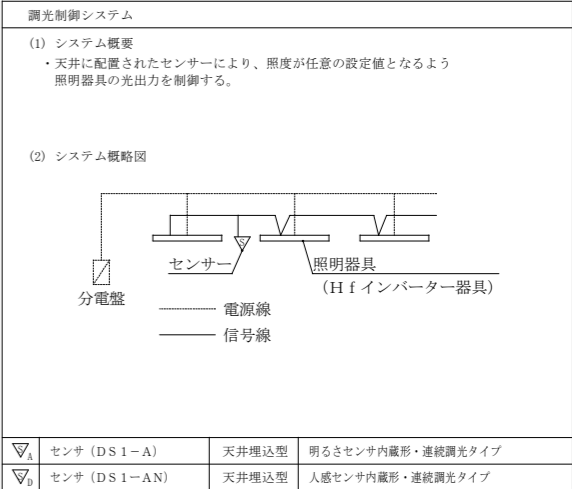 調光制御システム
(1) システム概要
・天井に配置されたセンサーにより、照度が任意の設定値となるよう
照明器具の光出力を制御する。
(2) システム概略図
S
センサー
照明器具
(Hfインバーター器具)
分電盤
電源線
信号線
S A センサ(DS1-A) 天井埋込型 明るさセンサ内蔵形・連続調光タイプ
S D センサ(DS1-AN) 天井埋込型 人感センサ内蔵形・連続調光タイプ